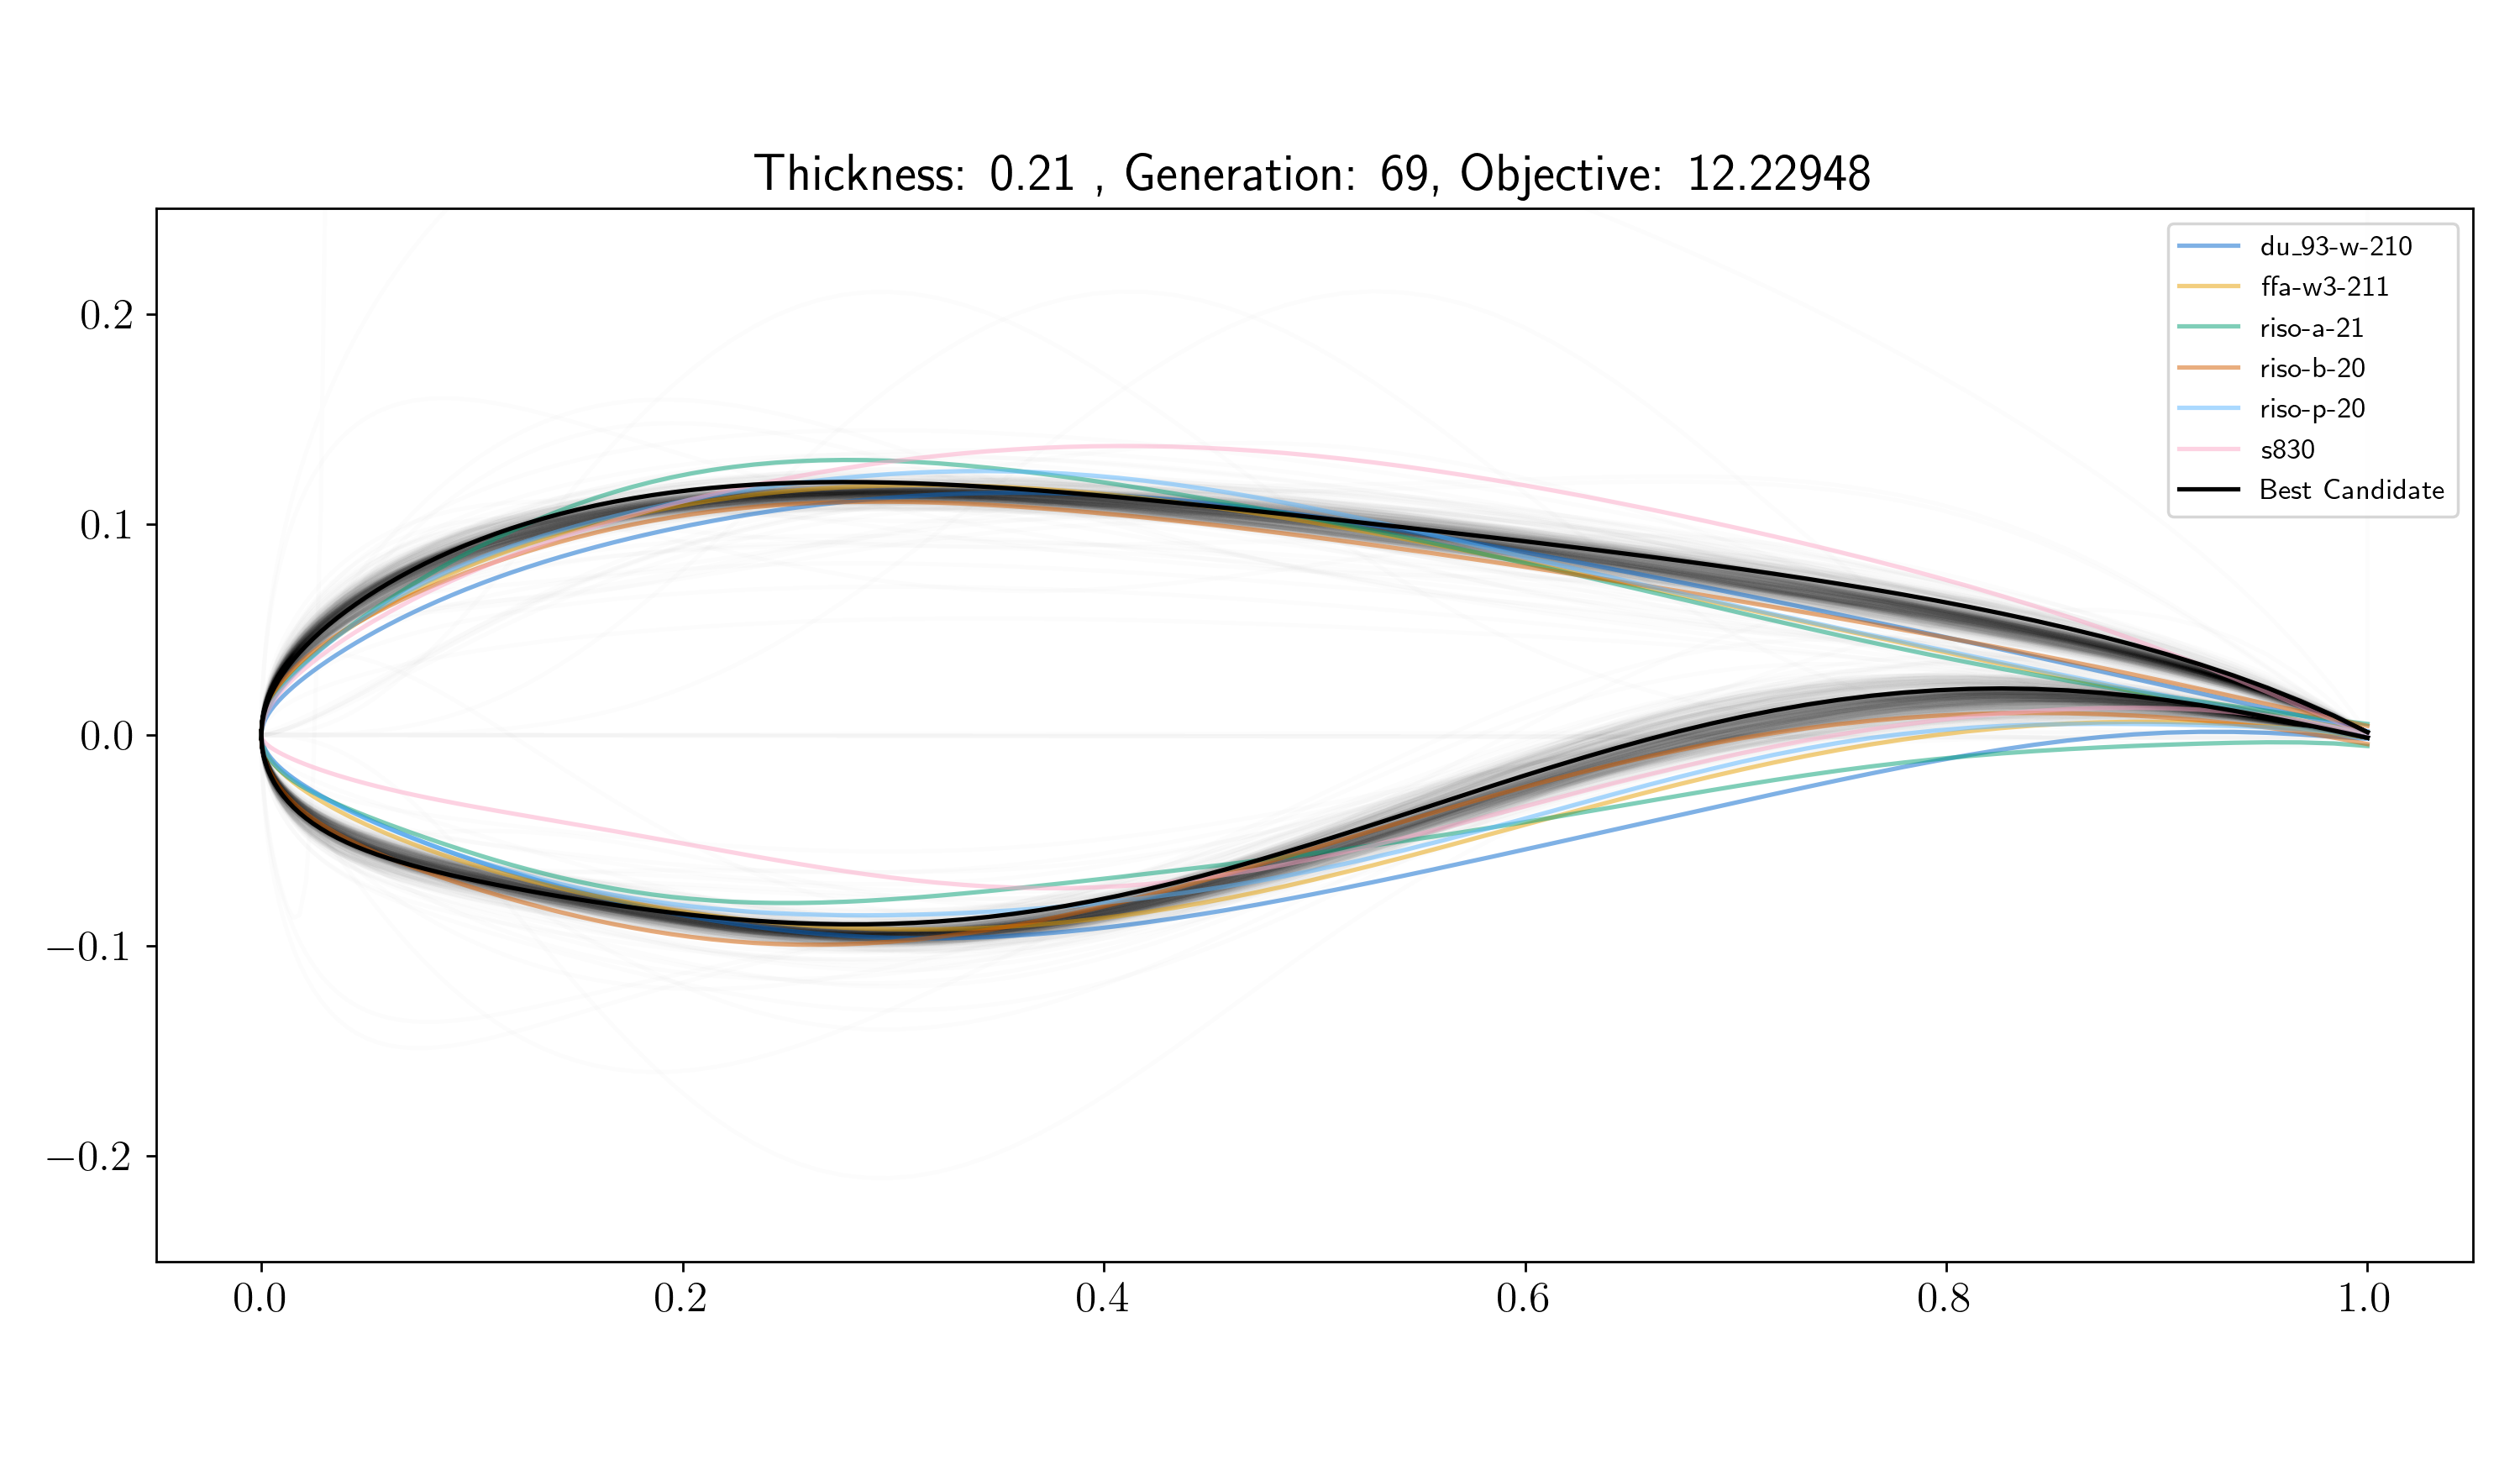 Thickness: 0.21 , Generation: 69, Objective: 12.22948
du_93-w-210
ffa-w3-211
riso-a-21
riso-b-20
riso-p-20
s830
Best Candidate
0.2
0.1
0.0
−0.1
−0.2
0.0 0.2 0.4 0.6 0.8 1.0